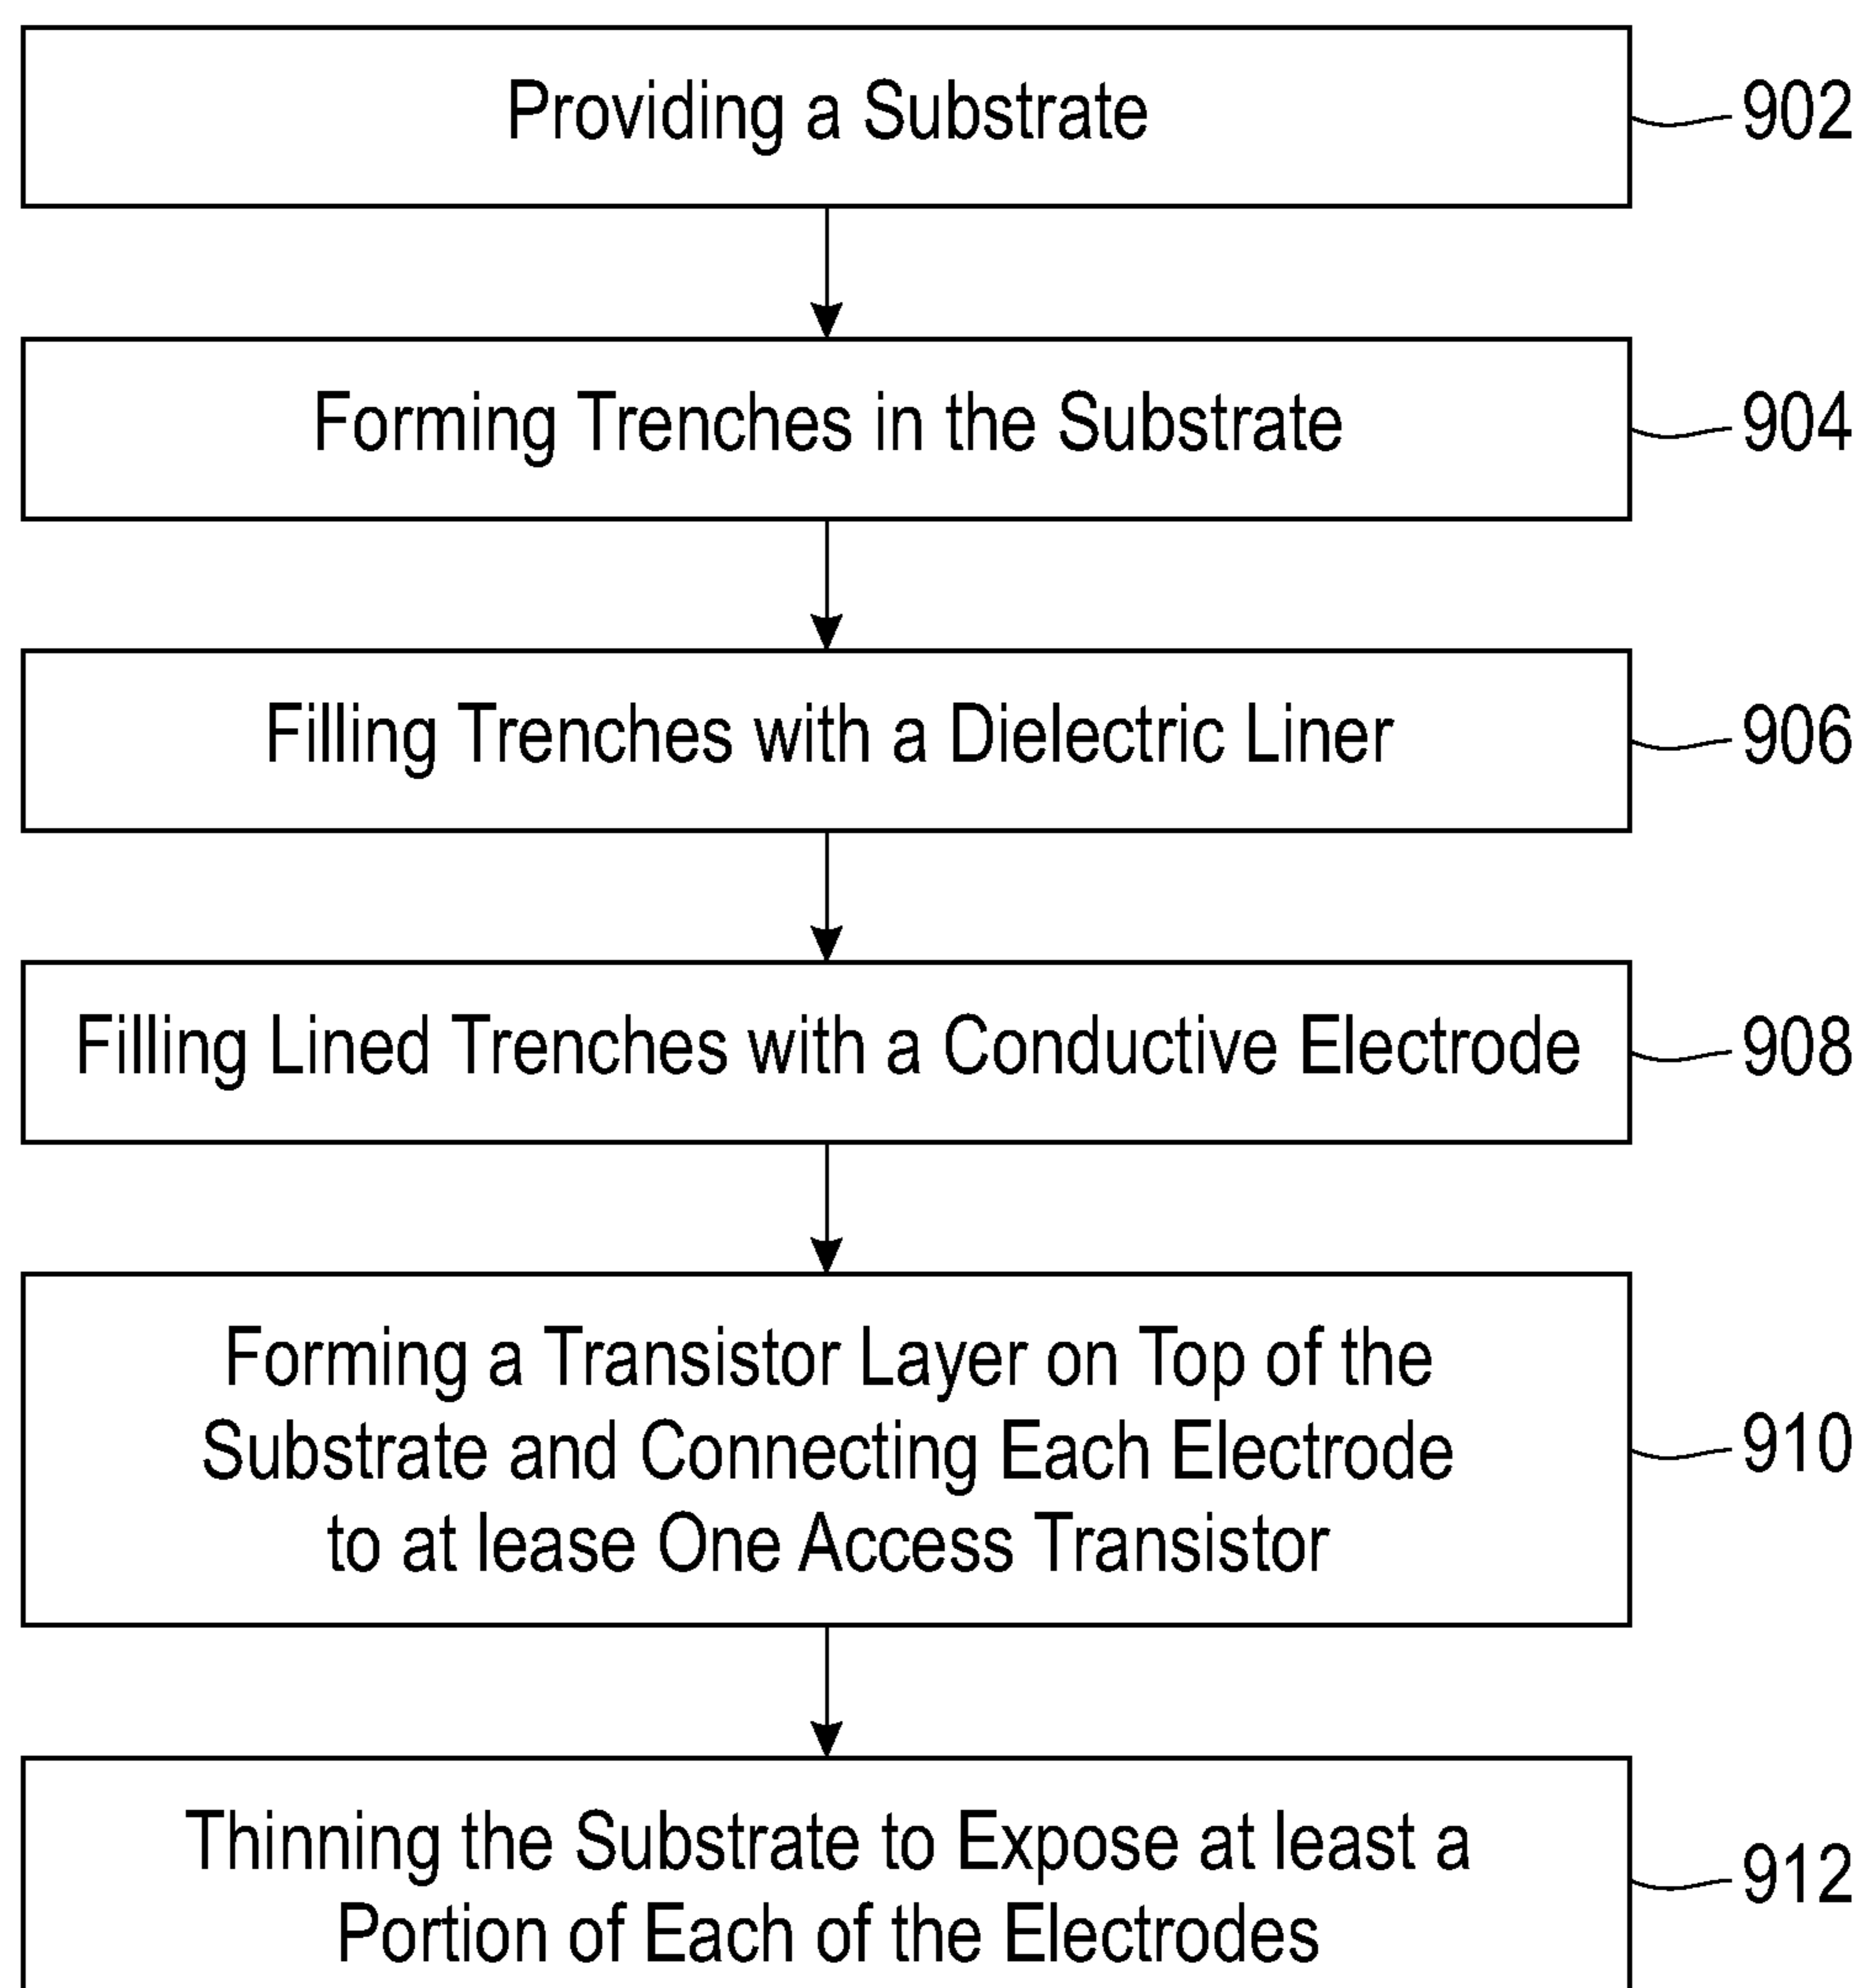 Providing a Substrate
902
Forming Trenches in the Substrate
904
Filling Trenches with a Dielectric Liner
906
Filling Lined Trenches with a Conductive Electrode
908
Forming a Transistor Layer on Top of the
Substrate and Connecting Each Electrode
to at lease One Access Transistor
910
Thinning the Substrate to Expose at least a
Portion of Each of the Electrodes
912